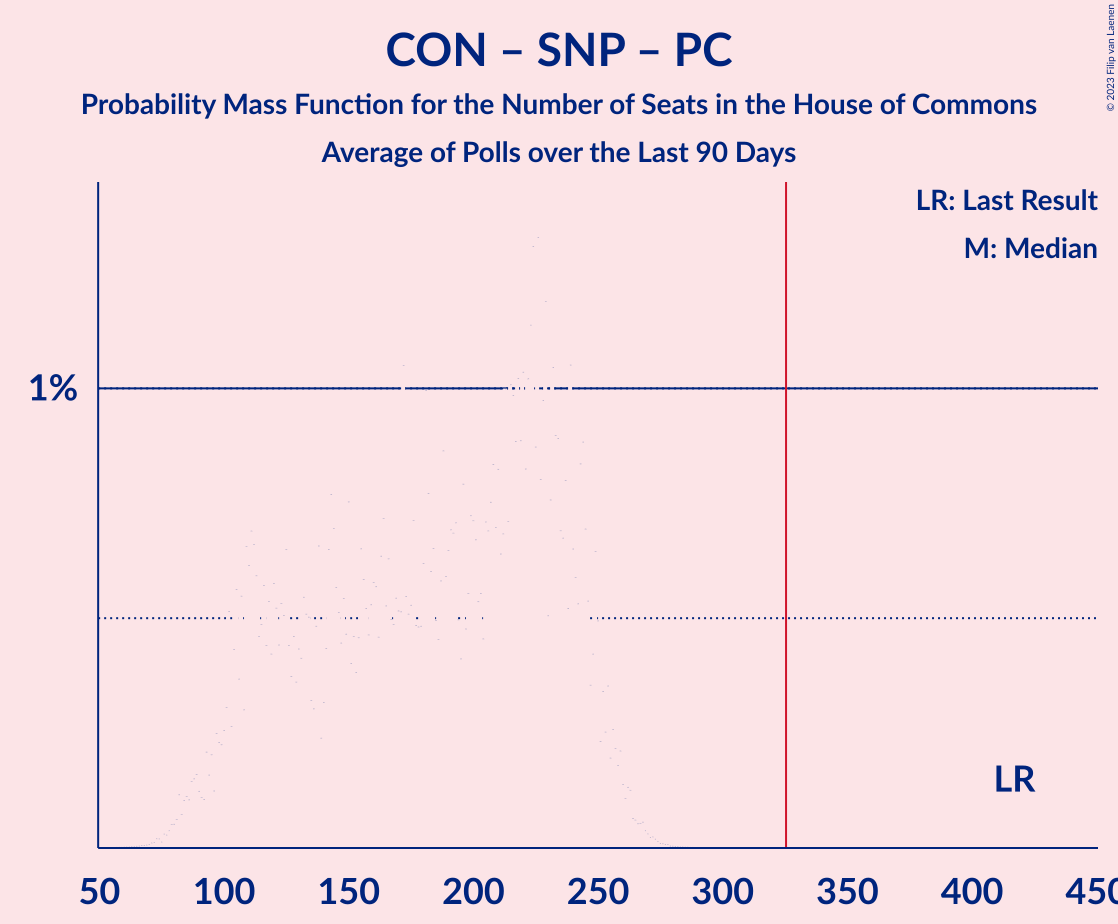 CON – SNP – PC
Probability Mass Function for the Number of Seats in the House of Commons
Average of Polls over the Last 90 Days
© 2023 Filip van Laenen
LR: Last Result
M: Median
1%
LR
50 100 150 200 250 300 350 400 450